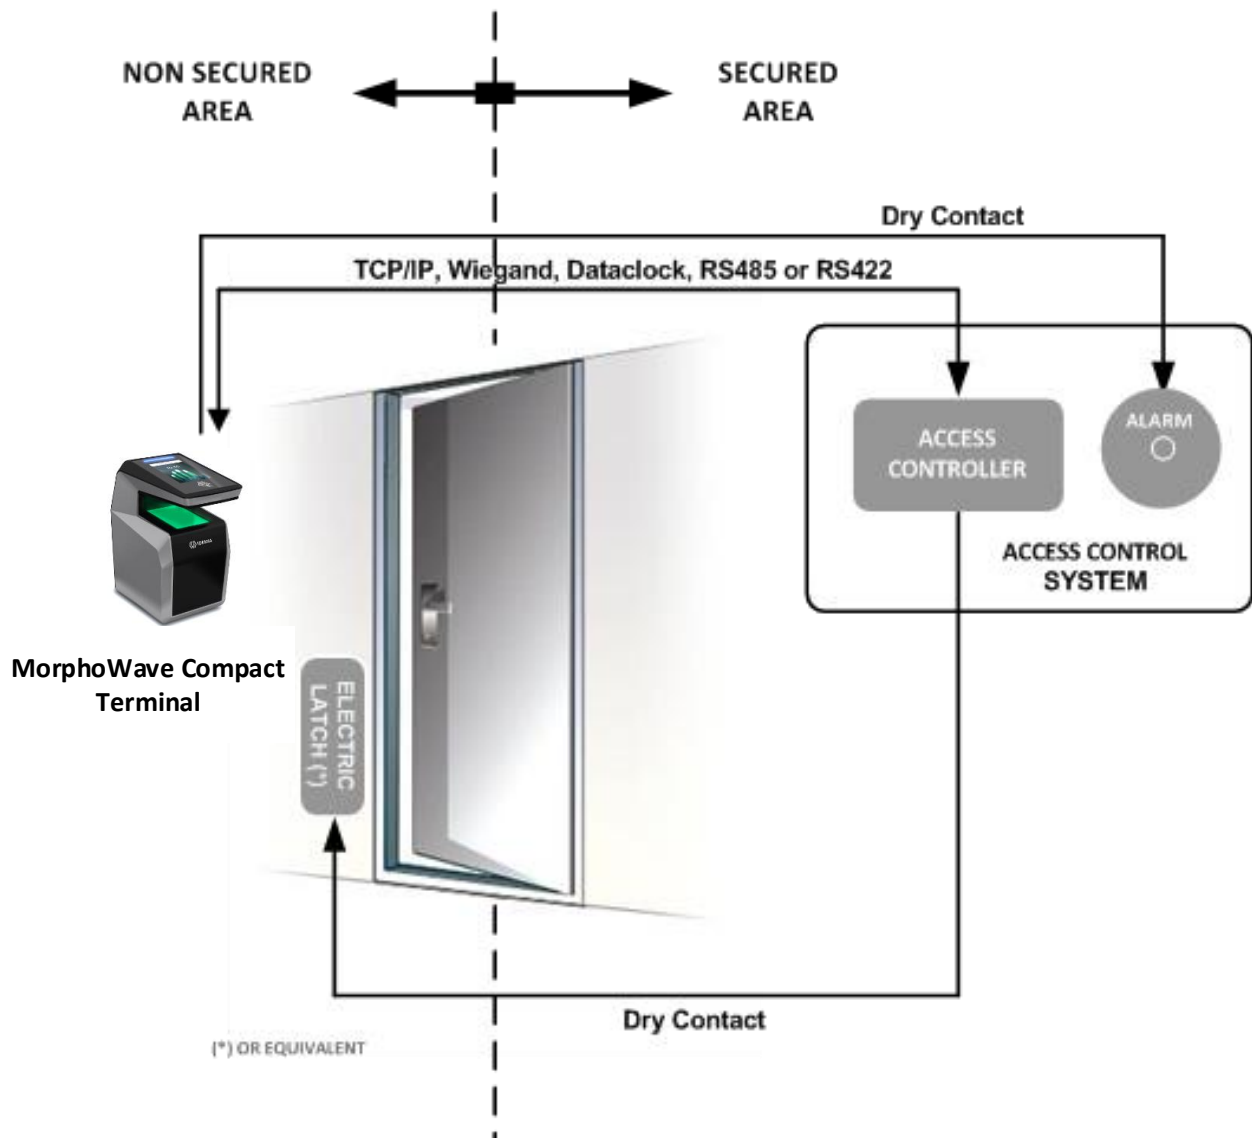 NON SECURED
AREA
SECURED
AREA
Dry Contact
TCP/IP, Wiegand, Dataclock, RS485 or RS422
ACCESS
CONTROLLER
ALARM
ACCESS CONTROL
SYSTEM
MorphoWave Compact
Terminal
ELECTRIC
LATCH (*)
Dry Contact
(*) OR EQUIVALENT